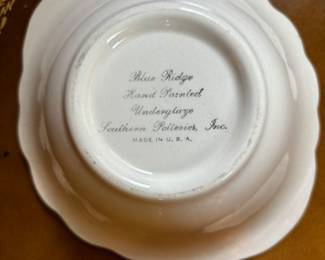 Blue Ridge
Hand Painted
Underglaze
Southern Potteries, Inc.
MADE IN U. S. A.